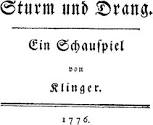 Sturm und Drang.
Ein Schauspiel
von
Klinger.
1776.